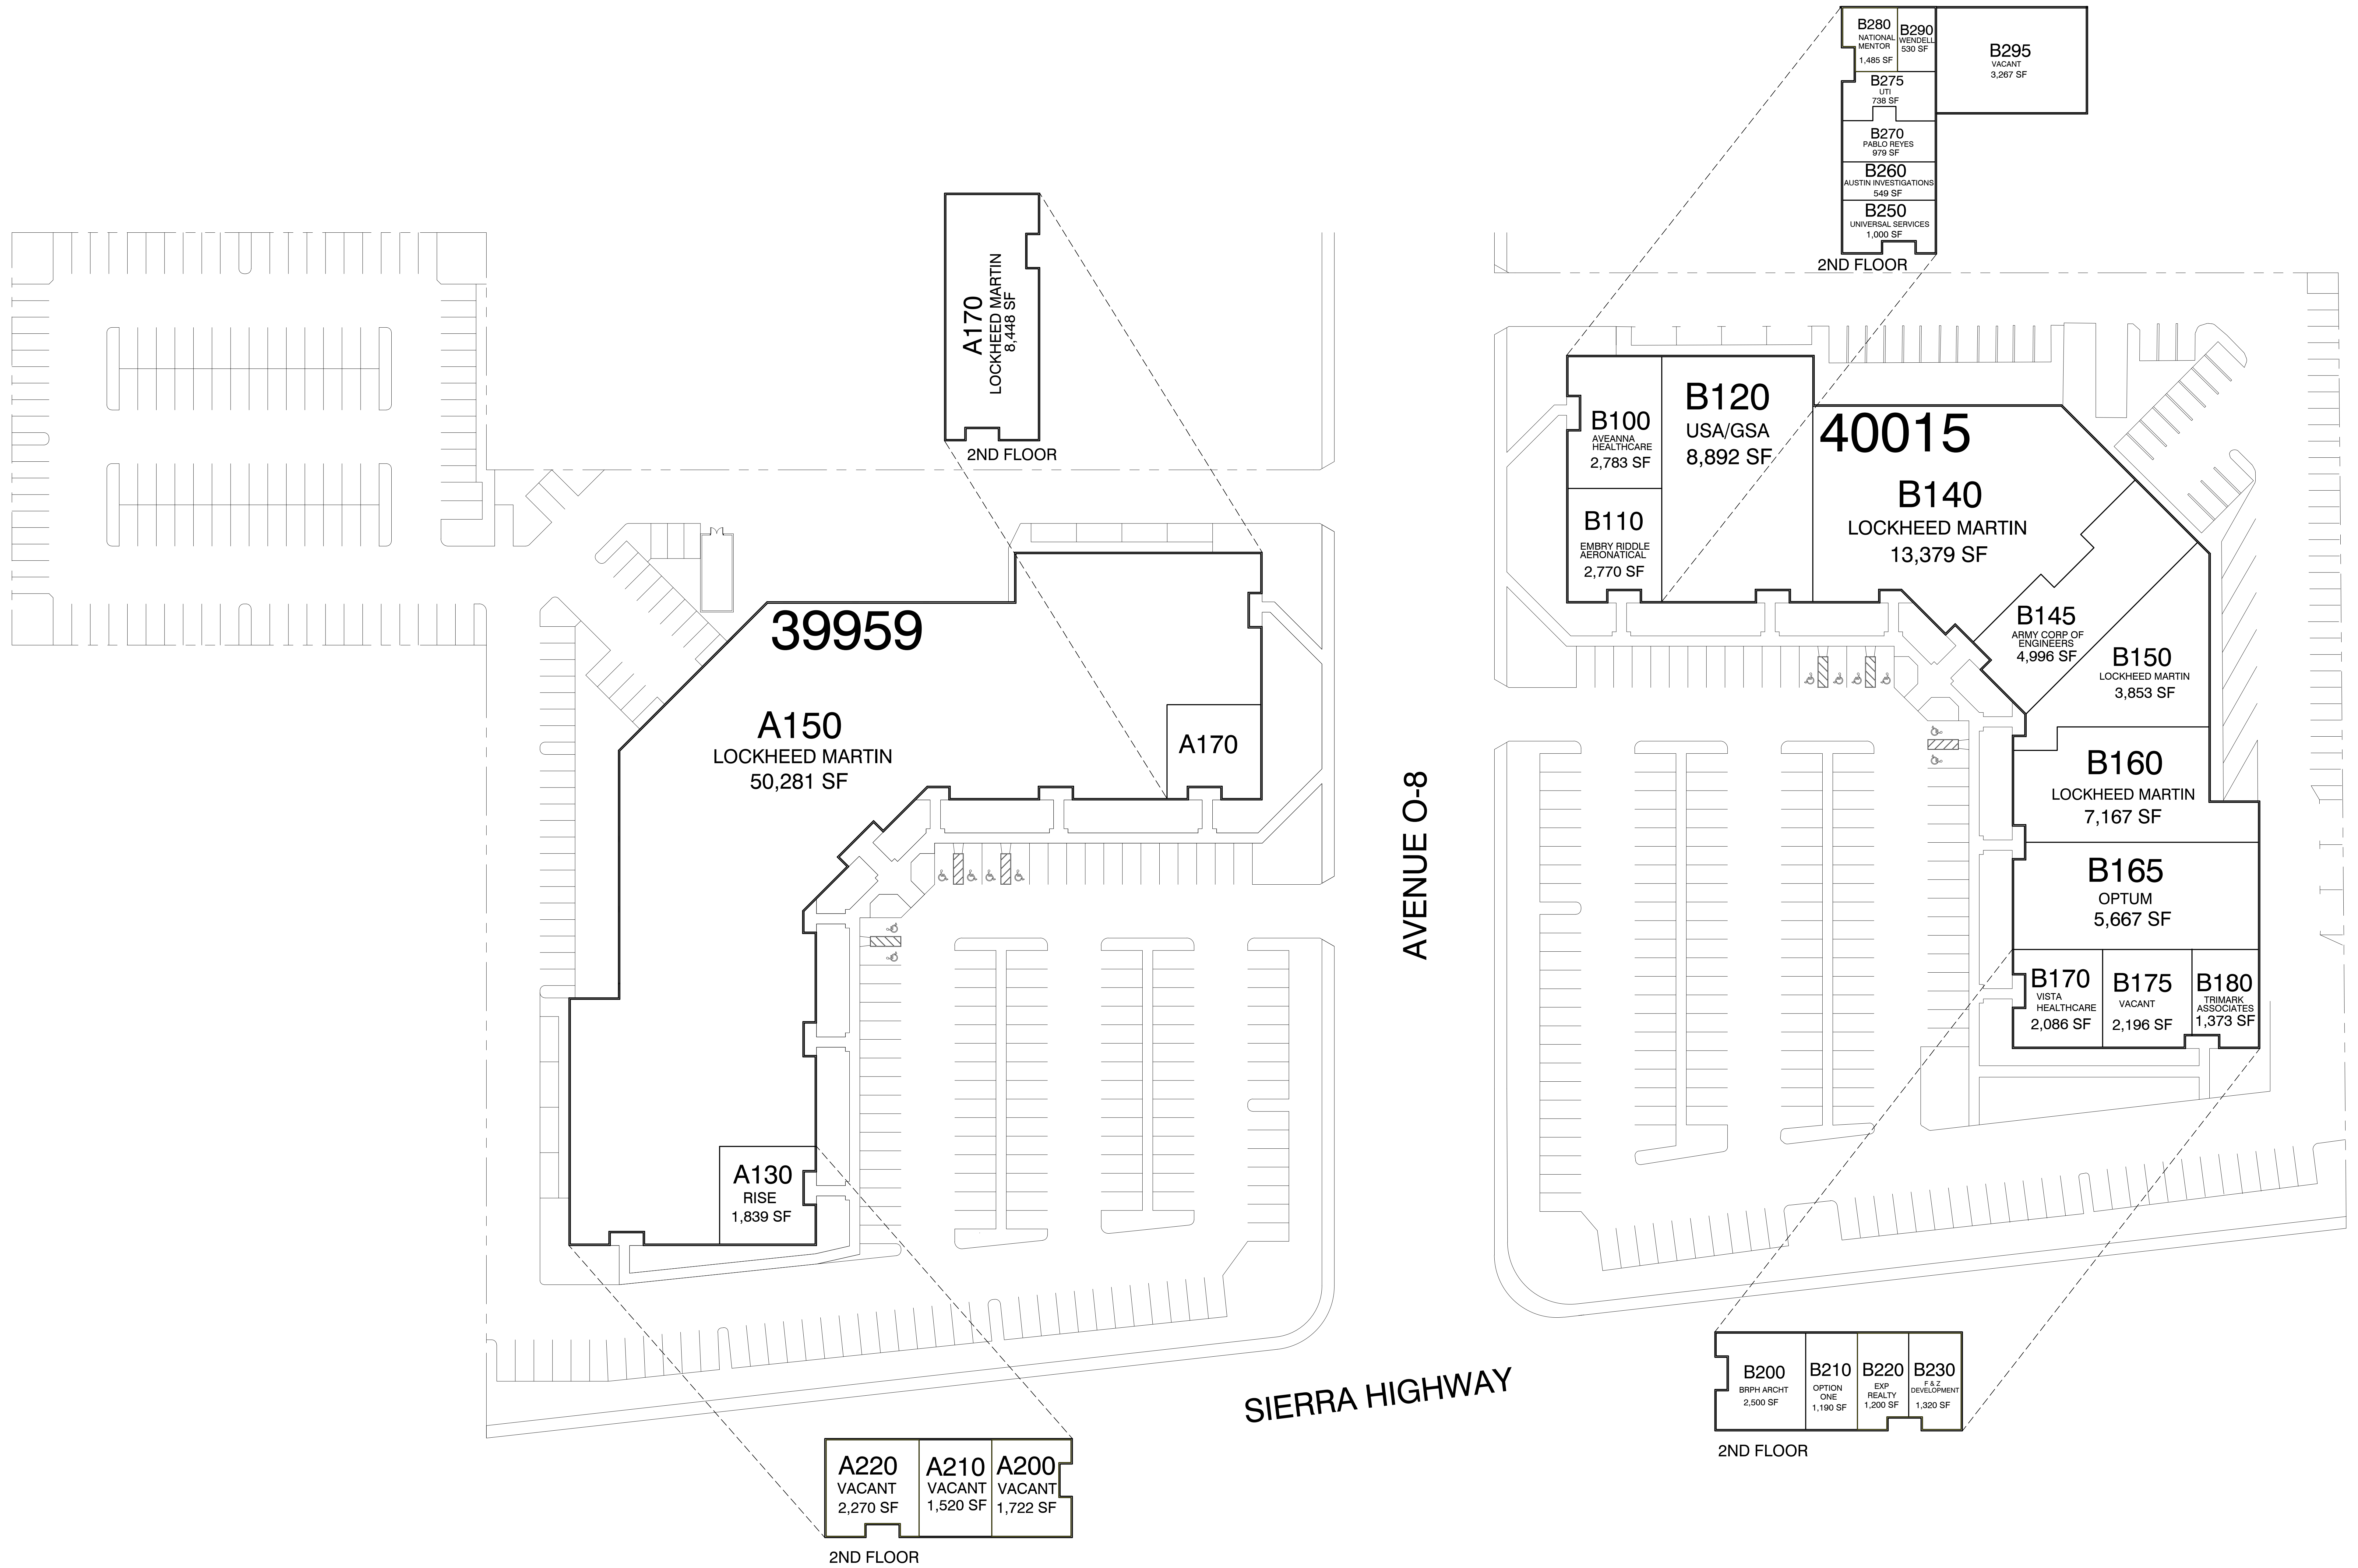 B280
NATIONAL
MENTOR
1,485 SF
B290
WENDELL
530 SF
B295
VACANT
3,267 SF
B275
UTI
738 SF
B270
PABLO REYES
979 SF
B260
AUSTIN INVESTIGATIONS
549 SF
B250
UNIVERSAL SERVICES
1,000 SF
2ND FLOOR
A170
LOCKHEED MARTIN
8,448 SF
2ND FLOOR
B100
AVEANNA
HEALTHCARE
2,783 SF
B120
USA/GSA
8,892 SF
40015
B140
LOCKHEED MARTIN
13,379 SF
B110
EMBRY RIDDLE
AERONATICAL
2,770 SF
B145
ARMY CORP OF
ENGINEERS
4,996 SF
B150
LOCKHEED MARTIN
3,853 SF
39959
A150
LOCKHEED MARTIN
50,281 SF
A170
AVENUE O-8
B160
LOCKHEED MARTIN
7,167 SF
B165
OPTUM
5,667 SF
B170
VISTA
HEALTHCARE
2,086 SF
B175
VACANT
2,196 SF
B180
TRIMARK
ASSOCIATES
1,373 SF
A130
RISE
1,839 SF
SIERRA HIGHWAY
B200
BRPH ARCHT
2,500 SF
B210
OPTION
ONE
1,190 SF
B220
EXP
REALTY
1,200 SF
B230
F & Z
DEVELOPMENT
1,320 SF
2ND FLOOR
A220
VACANT
2,270 SF
A210
VACANT
1,520 SF
A200
VACANT
1,722 SF
2ND FLOOR